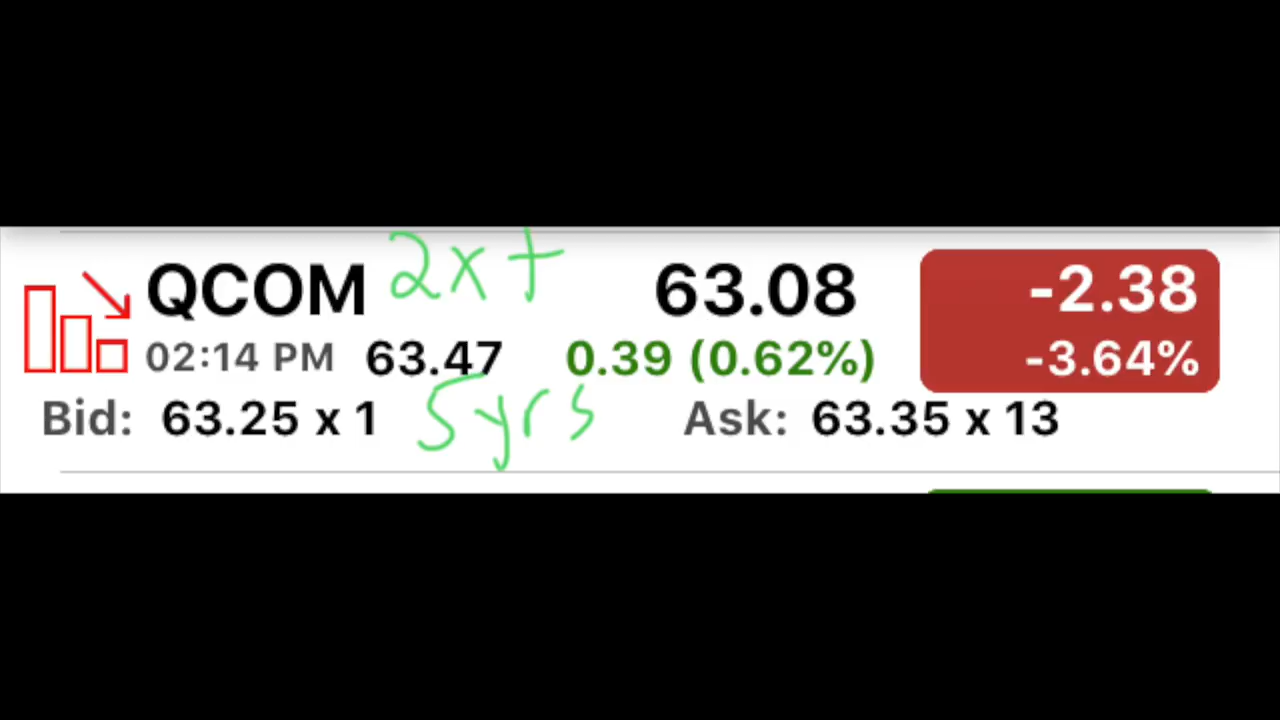 QCOM 2x+ 63.08 -2.38
02:14 PM 63.47 0.39 (0.62%) -3.64%
Bid: 63.25 x 1 5yrs Ask: 63.35 x 13